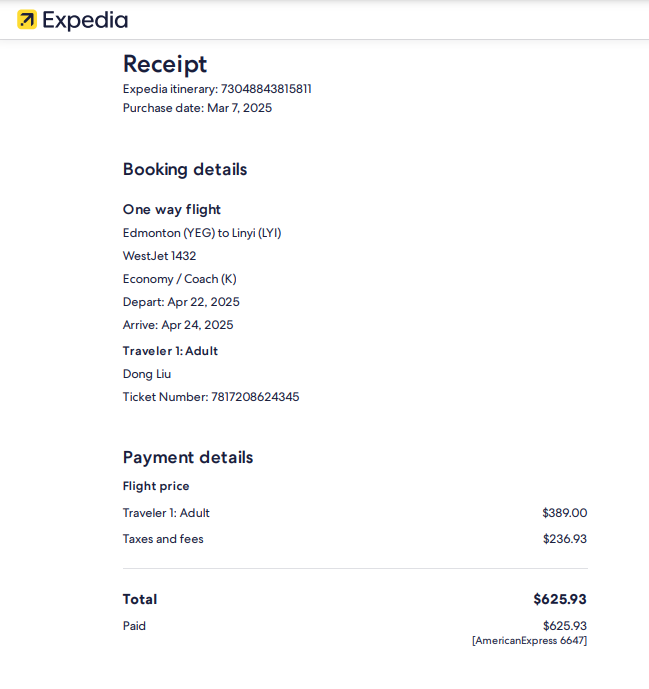 Expedia
Receipt
Expedia itinerary: 73048843815811
Purchase date: Mar 7, 2025
Booking details
One way flight
Edmonton (YEG) to Linyi (LYI)
WestJet 1432
Economy / Coach (K)
Depart: Apr 22, 2025
Arrive: Apr 24, 2025
Traveler 1: Adult
Dong Liu
Ticket Number: 7817208624345
Payment details
Flight price
Traveler 1: Adult $389.00
Taxes and fees $236.93
Total $625.93
Paid $625.93
[AmericanExpress 6647]